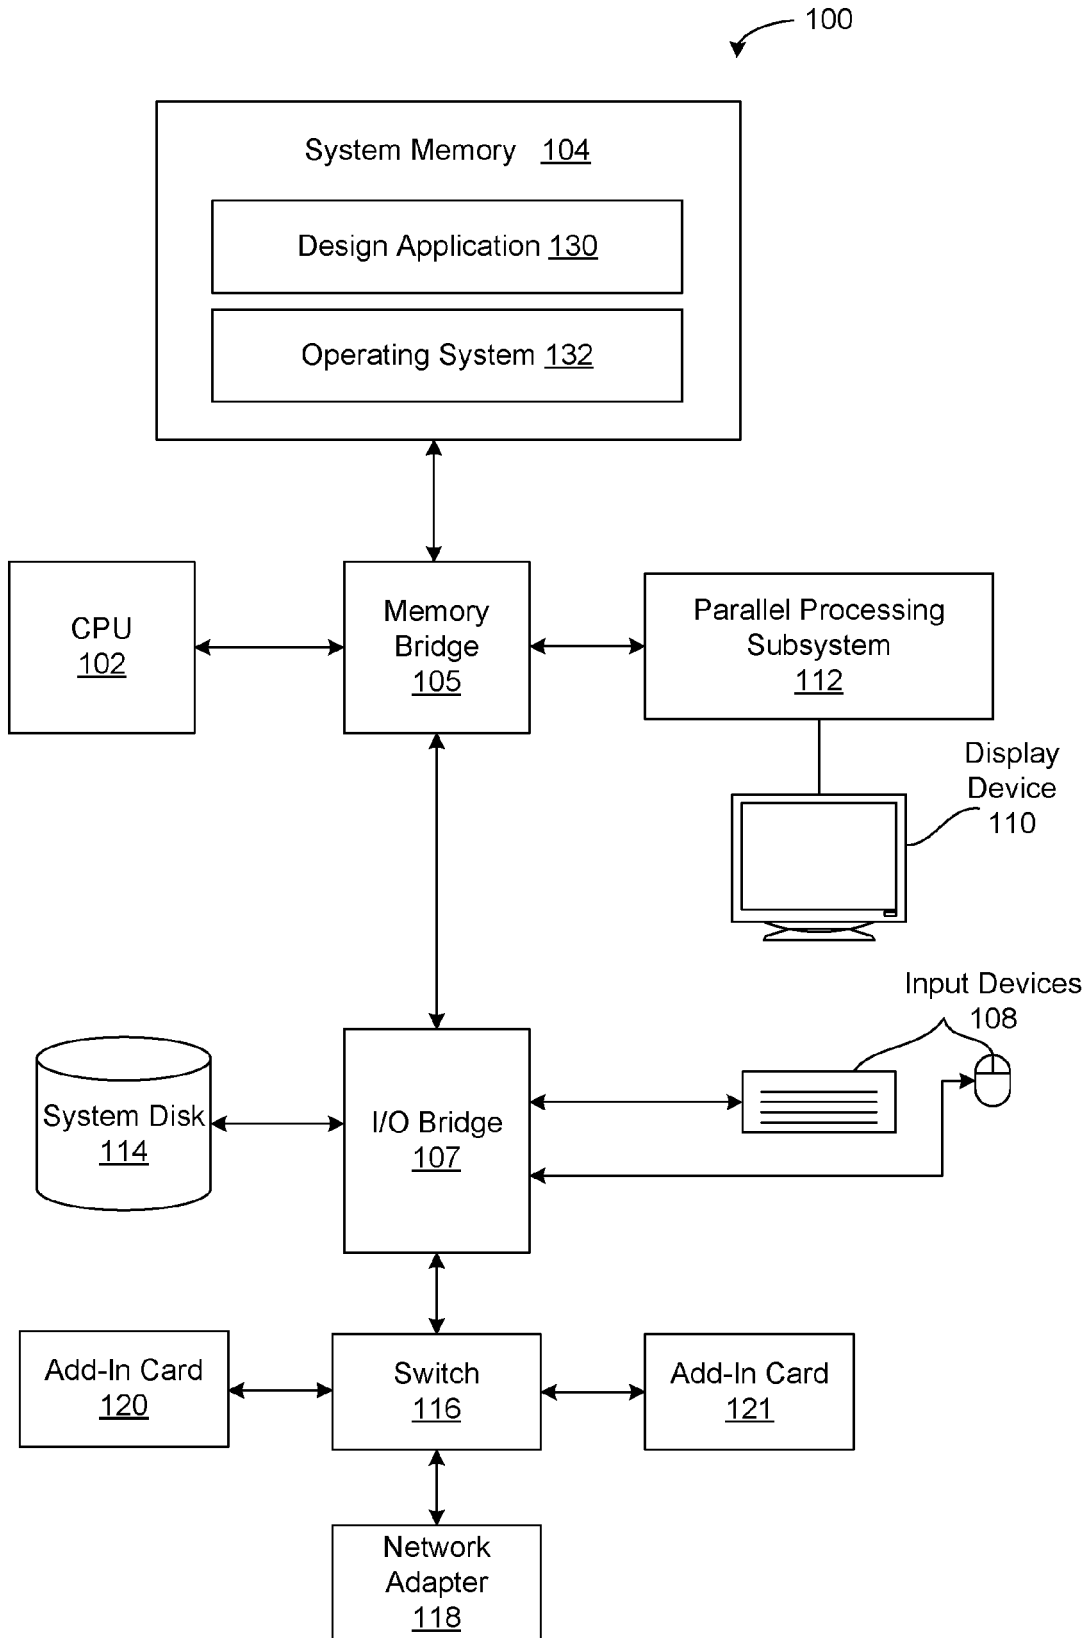 100
System Memory 104
Design Application 130
Operating System 132
CPU
102
Memory
Bridge
105
Parallel Processing
Subsystem
112
Display
Device
110
Input Devices
108
System Disk
114
I/O Bridge
107
Add-In Card
120
Switch
116
Add-In Card
121
Network
Adapter
118